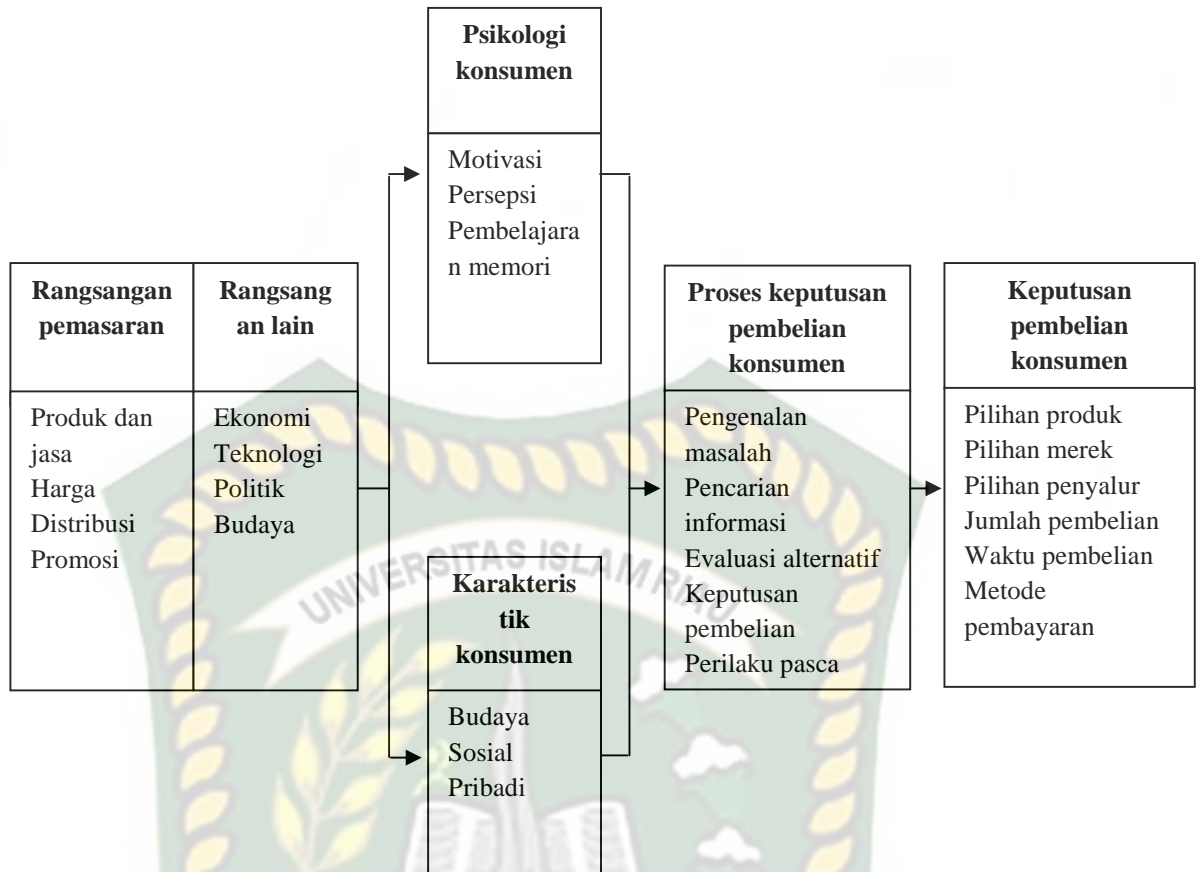 Psikologi
konsumen
Motivasi
Persepsi
Pembelajara
n memori
Rangsangan
pemasaran
Produk dan
jasa
Harga
Distribusi
Promosi
Rangsang
an lain
Ekonomi
Teknologi
Politik
Budaya
UNIVERSITAS ISLAM RIAU
Karakteris
tik
konsumen
Budaya
Sosial
Pribadi
Proses keputusan
pembelian
konsumen
Pengenalan
masalah
Pencarian
informasi
Evaluasi alternatif
Keputusan
pembelian
Perilaku pasca
Keputusan
pembelian
konsumen
Pilihan produk
Pilihan merek
Pilihan penyalur
Jumlah pembelian
Waktu pembelian
Metode
pembayaran